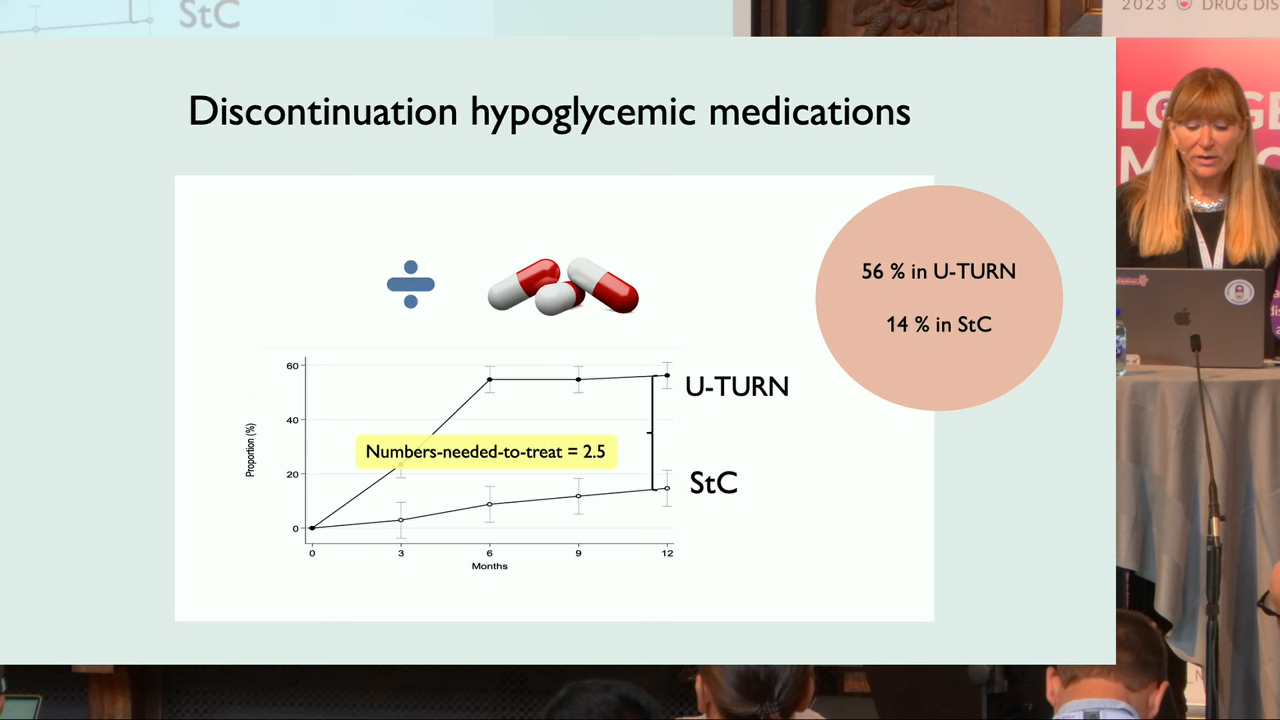 StC
2023 DRUG DIS
Discontinuation hypoglycemic medications
56 % in U-TURN
14 % in StC
60
40
20
0
Proportion (%)
Numbers-needed-to-treat = 2.5
U-TURN
StC
0 3 6 9 12
Months